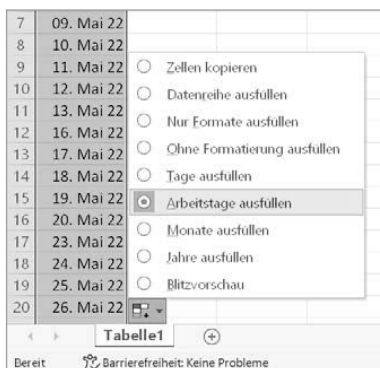 7 09. Mai 22
8 10. Mai 22
9 11. Mai 22
10 12. Mai 22
11 13. Mai 22
12 16. Mai 22
13 17. Mai 22
14 18. Mai 22
15 19. Mai 22
16 20. Mai 22
17 23. Mai 22
18 24. Mai 22
19 25. Mai 22
20 26. Mai 22
Zellen kopieren
Datenreihe ausfüllen
Nur Formate ausfüllen
Ohne Formatierung ausfüllen
Tage ausfüllen
Arbeitstage ausfüllen
Monate ausfüllen
Jahre ausfüllen
Blitzvorschau
Tabelle1
Bereit Barrierefreiheit: Keine Probleme